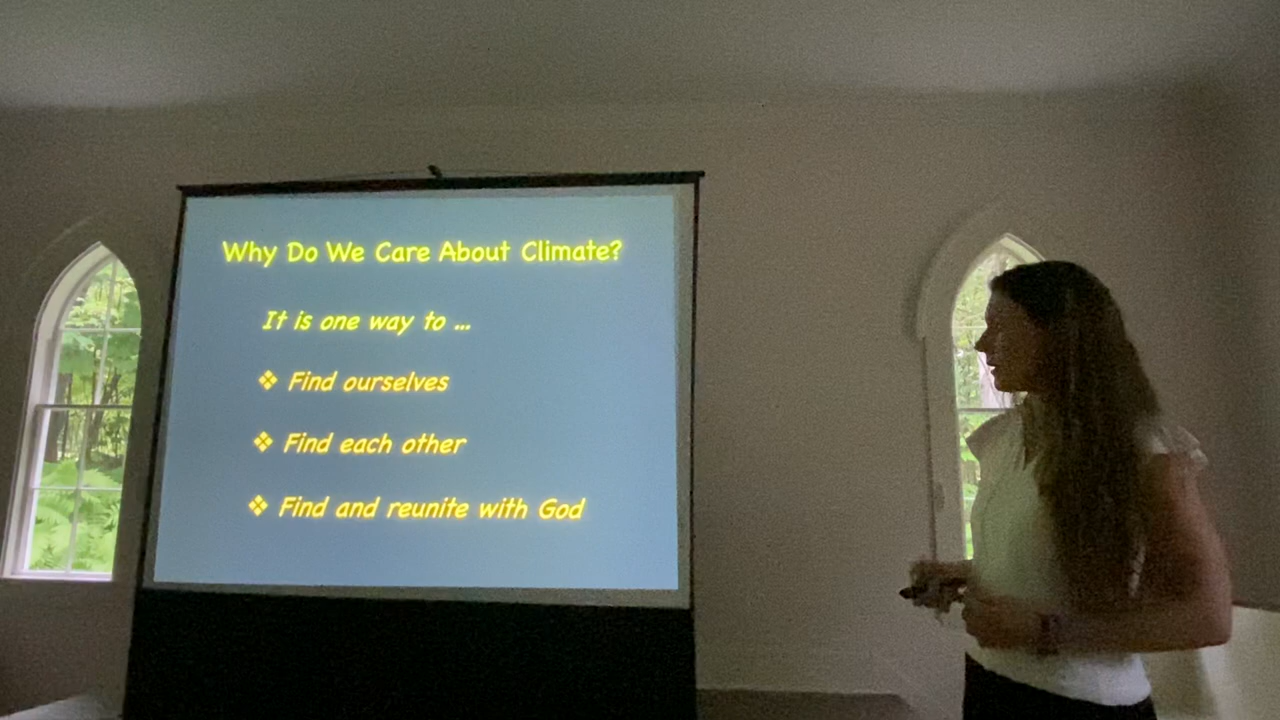 Why Do We Care About Climate?
It is one way to ...
❖ Find ourselves
❖ Find each other
❖ Find and reunite with God